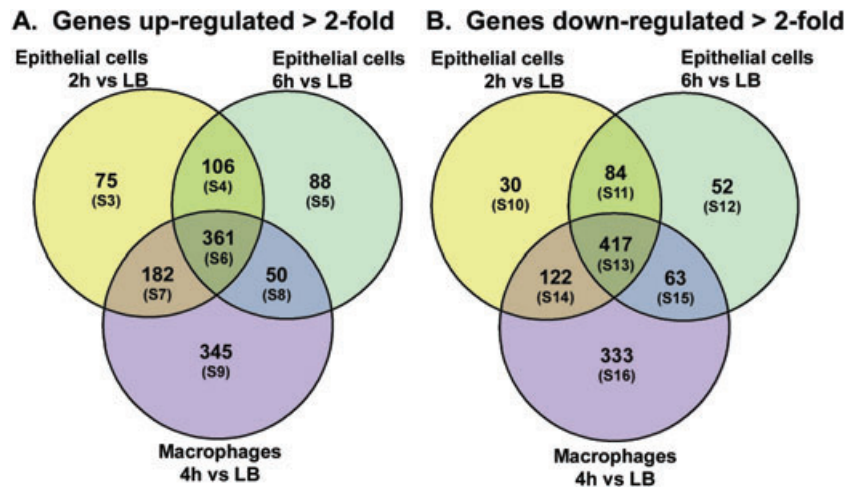 A. Genes up-regulated > 2-fold
Epithelial cells
2h vs LB
Epithelial cells
6h vs LB
75
(S3)
106
(S4)
88
(S5)
361
(S6)
182
(S7)
50
(S8)
345
(S9)
Macrophages
4h vs LB
B. Genes down-regulated > 2-fold
Epithelial cells
2h vs LB
Epithelial cells
6h vs LB
30
(S10)
84
(S11)
52
(S12)
417
(S13)
122
(S14)
63
(S15)
333
(S16)
Macrophages
4h vs LB